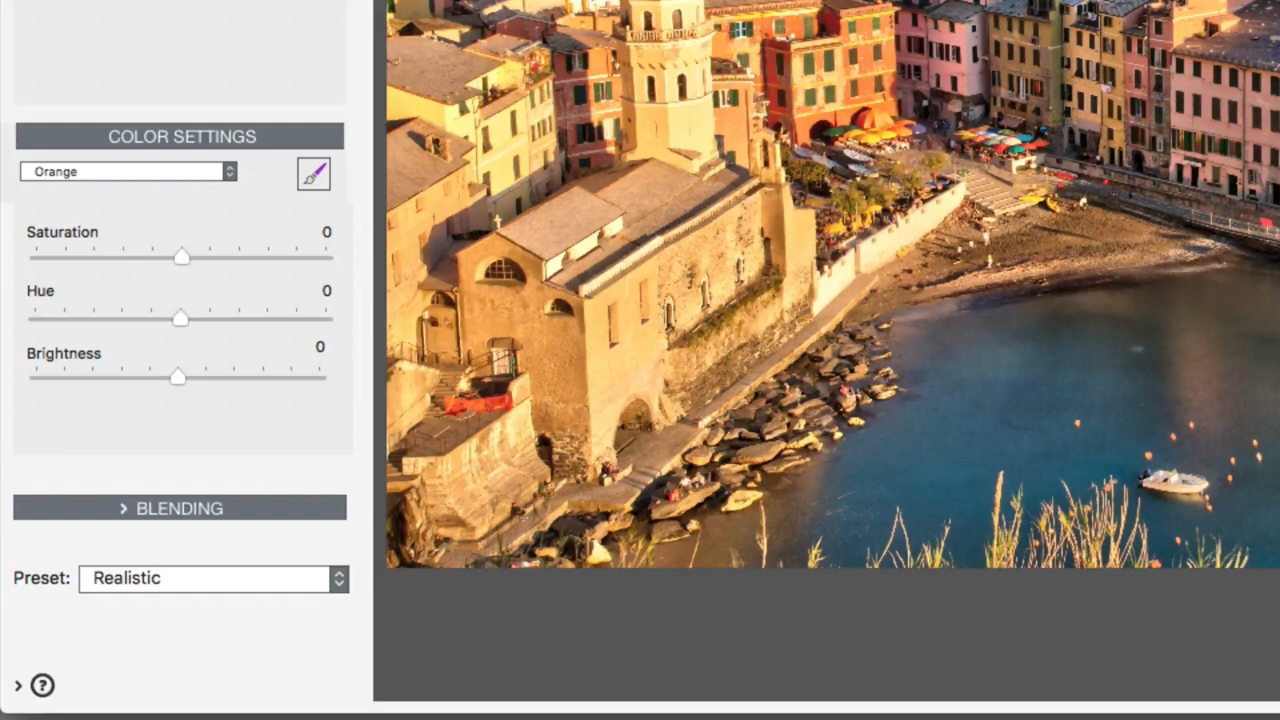 COLOR SETTINGS
Orange
Saturation 0
Hue 0
Brightness 0
> BLENDING
Preset: Realistic
> ?